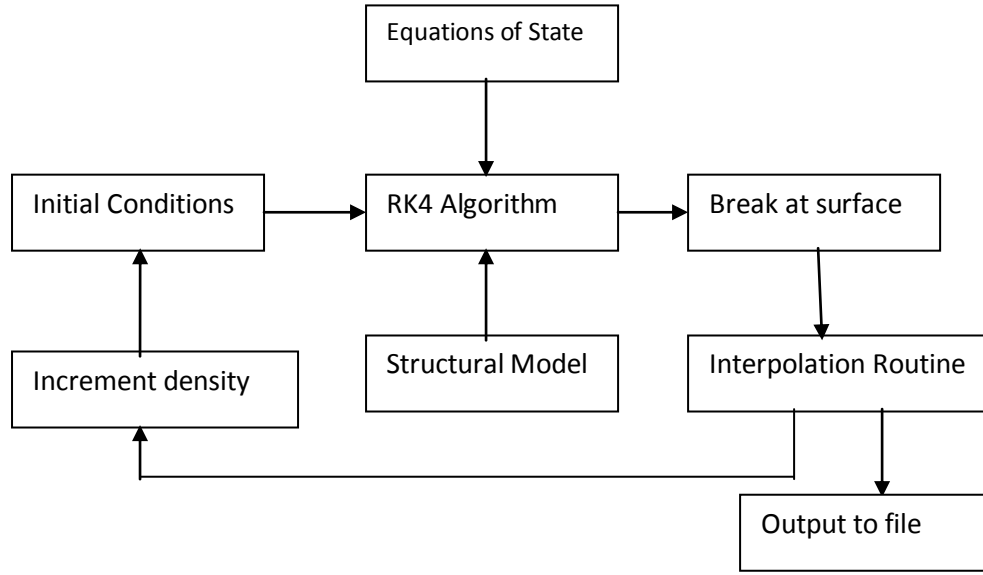 Equations of State
Initial Conditions
RK4 Algorithm
Break at surface
Increment density
Structural Model
Interpolation Routine
Output to file